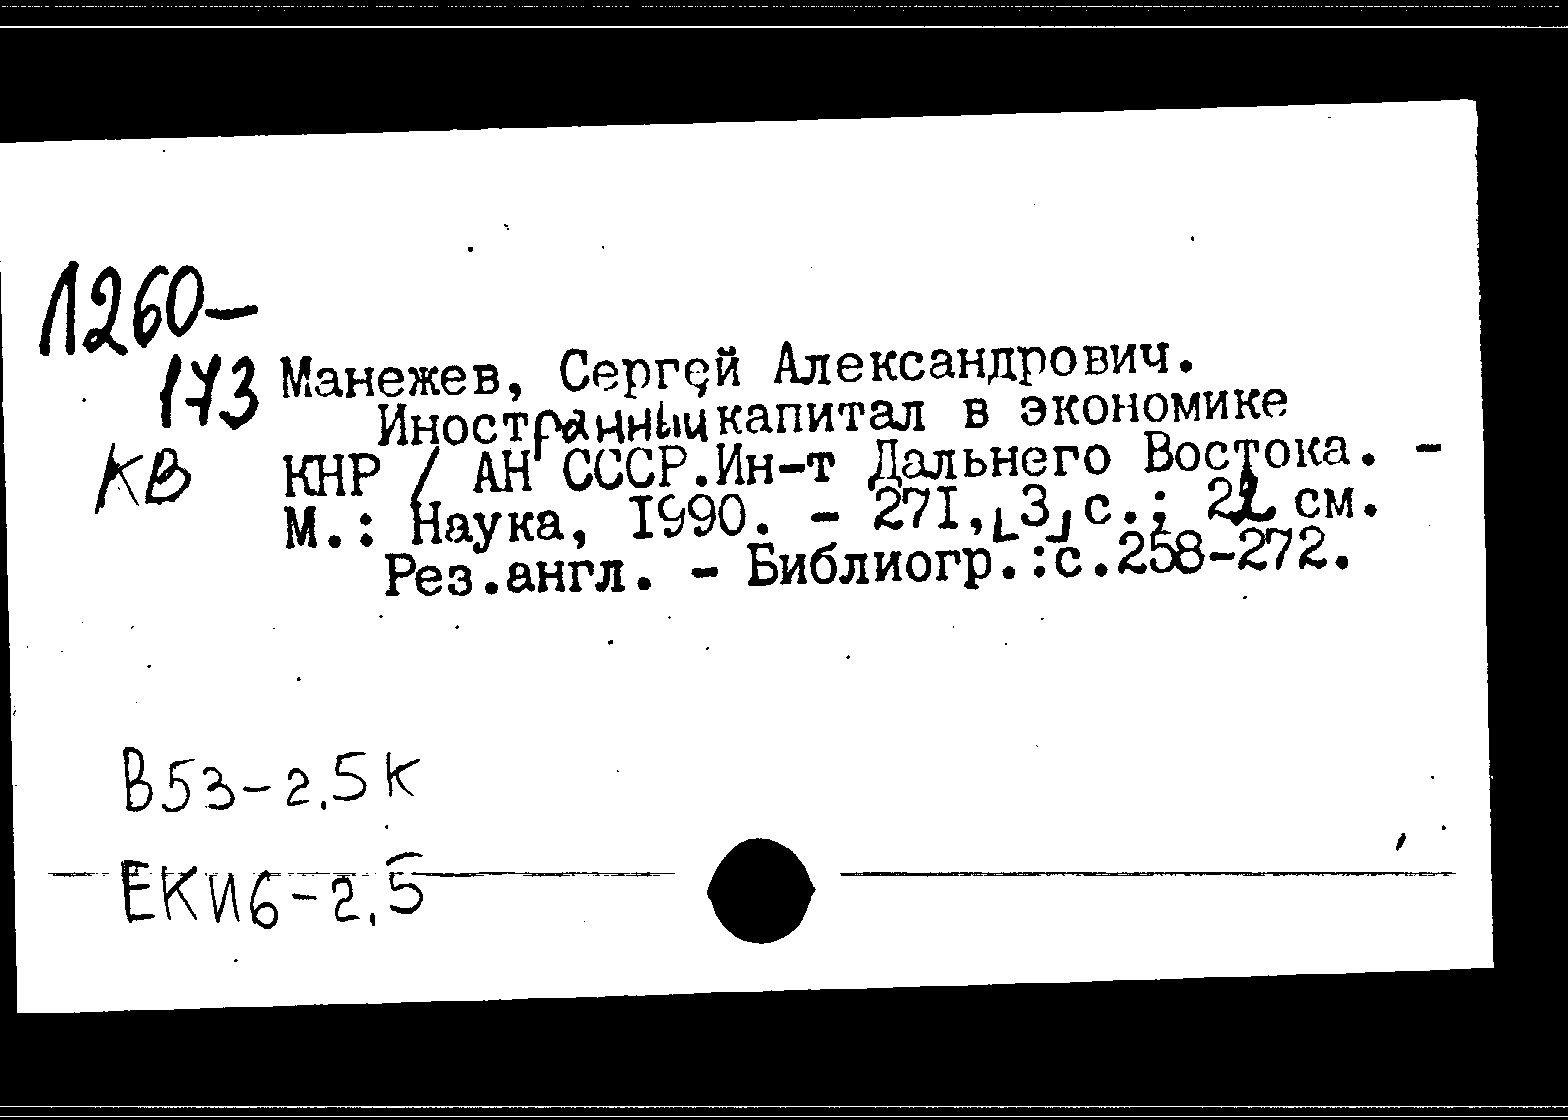 Л260-
173 Манежев, Сергей Александрович.
Иностранный капитал в экономике
КВ КНР / АН СССР.Ин-т Дальнего Востока. -
М.: Наука, 1990. - 271,[3]с.; 22 см.
Рез.англ. - Библиогр.:с.258-272.
В53-2.5К
ЕКИ6-2.5